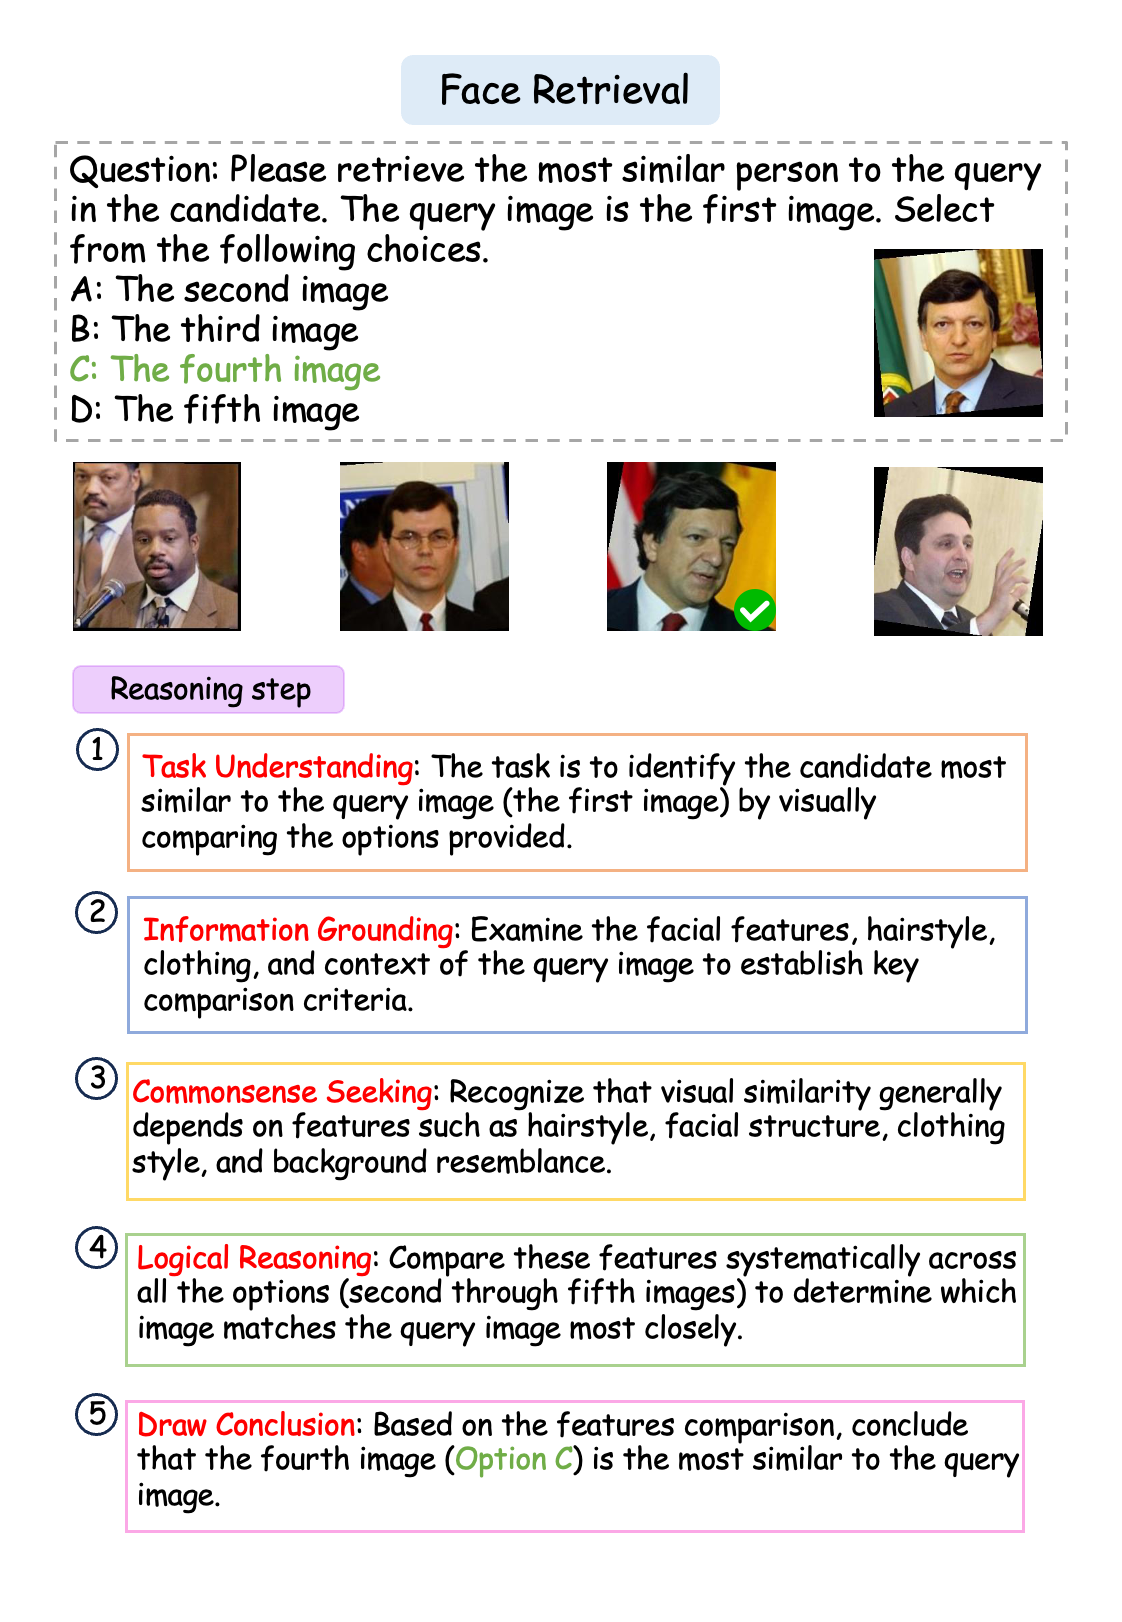 Face Retrieval
Question: Please retrieve the most similar person to the query
in the candidate. The query image is the first image. Select
from the following choices.
A: The second image
B: The third image
C: The fourth image
D: The fifth image
Reasoning step
1
Task Understanding: The task is to identify the candidate most
similar to the query image (the first image) by visually
comparing the options provided.
2
Information Grounding: Examine the facial features, hairstyle,
clothing, and context of the query image to establish key
comparison criteria.
3
Commonsense Seeking: Recognize that visual similarity generally
depends on features such as hairstyle, facial structure, clothing
style, and background resemblance.
4
Logical Reasoning: Compare these features systematically across
all the options (second through fifth images) to determine which
image matches the query image most closely.
5
Draw Conclusion: Based on the features comparison, conclude
that the fourth image (Option C) is the most similar to the query
image.